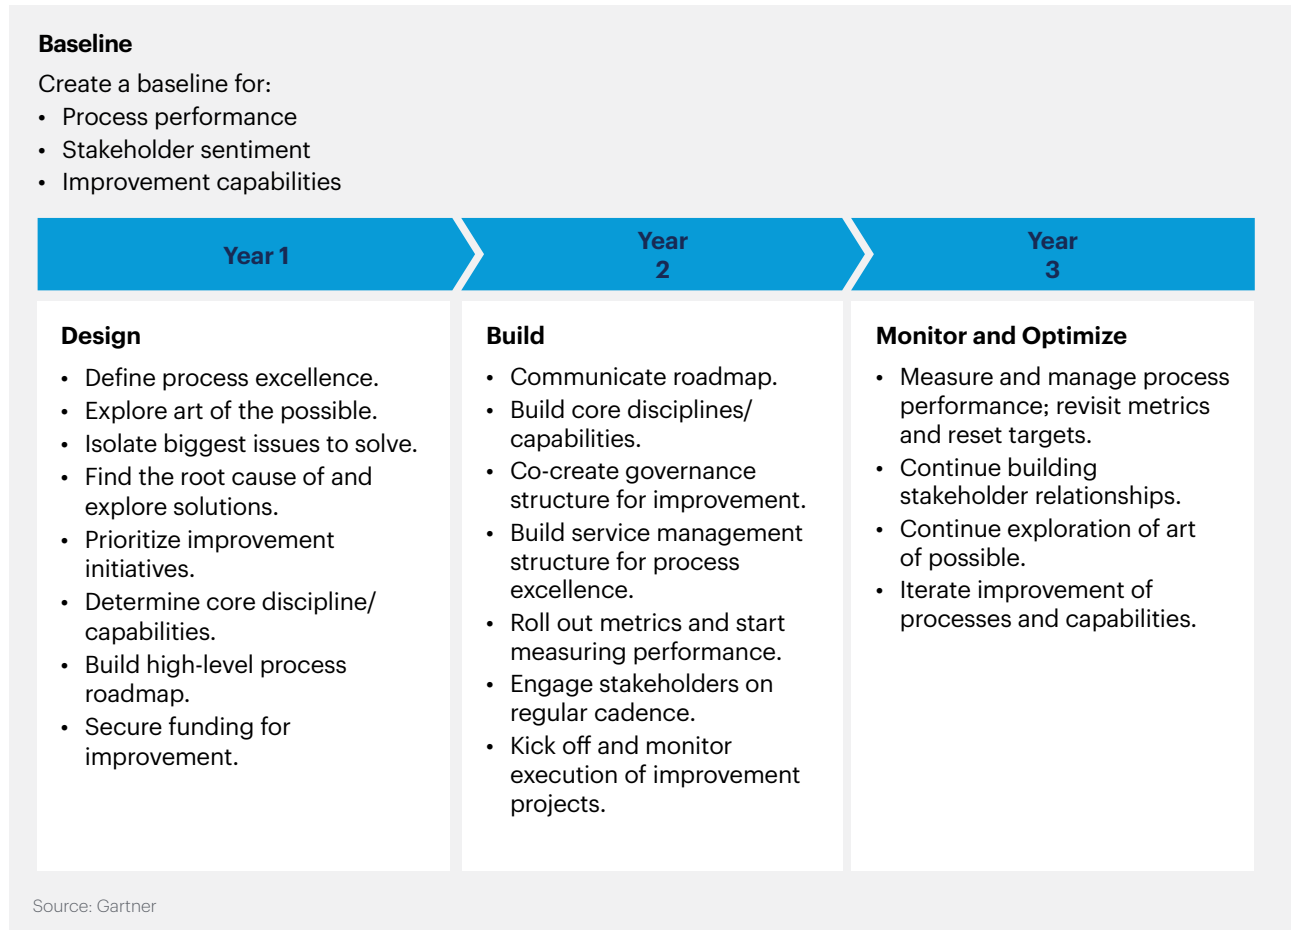 Baseline
Create a baseline for:
• Process performance
• Stakeholder sentiment
• Improvement capabilities
Year 1
Year
2
Year
3
Design
• Define process excellence.
• Explore art of the possible.
• Isolate biggest issues to solve.
• Find the root cause of and
explore solutions.
• Prioritize improvement
initiatives.
• Determine core discipline/
capabilities.
• Build high-level process
roadmap.
• Secure funding for
improvement.
Build
• Communicate roadmap.
• Build core disciplines/
capabilities.
• Co-create governance
structure for improvement.
• Build service management
structure for process
excellence.
• Roll out metrics and start
measuring performance.
• Engage stakeholders on
regular cadence.
• Kick off and monitor
execution of improvement
projects.
Monitor and Optimize
• Measure and manage process
performance; revisit metrics
and reset targets.
• Continue building
stakeholder relationships.
• Continue exploration of art
of possible.
• Iterate improvement of
processes and capabilities.
Source: Gartner